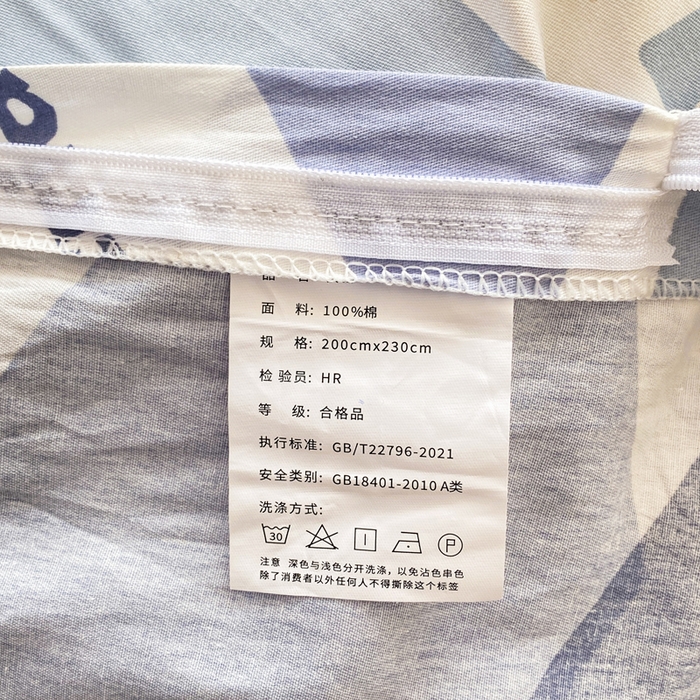 面 料: 100%棉
规 格: 200cmx230cm
检 验员: HR
等 级: 合格品
执行标准: GB/T22796-2021
安全类别: GB18401-2010 A类
洗涤方式:
30 P
注意 深色与浅色分开洗涤，以免沾色串色
除了消费者以外任何人不得撕除这个标签